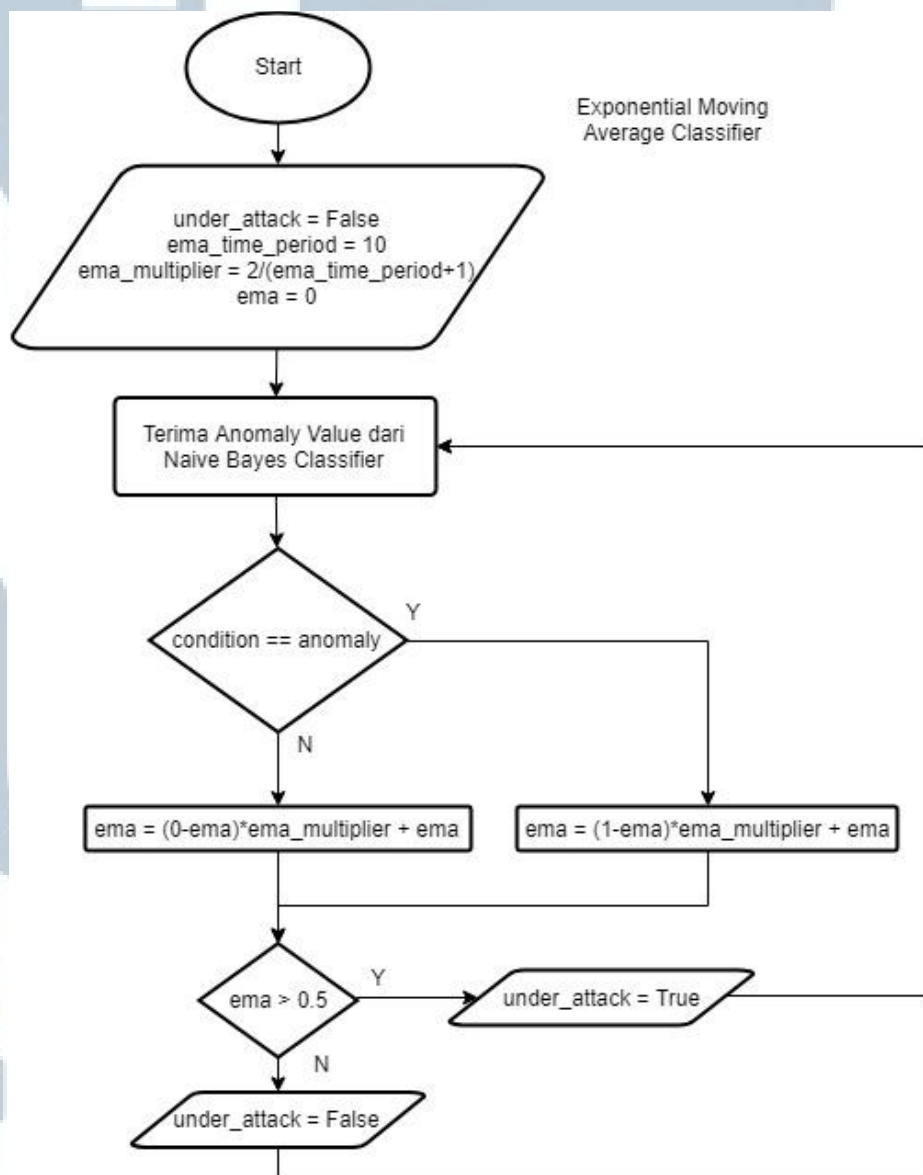 Start
Exponential Moving
Average Classifier
under_attack = False
ema_time_period = 10
ema_multiplier = 2/(ema_time_period+1)
ema = 0
Terima Anomaly Value dari
Naive Bayes Classifier
condition == anomaly
Y
N
ema = (0-ema)*ema_multiplier + ema
ema = (1-ema)*ema_multiplier + ema
ema > 0.5
Y
under_attack = True
N
under_attack = False